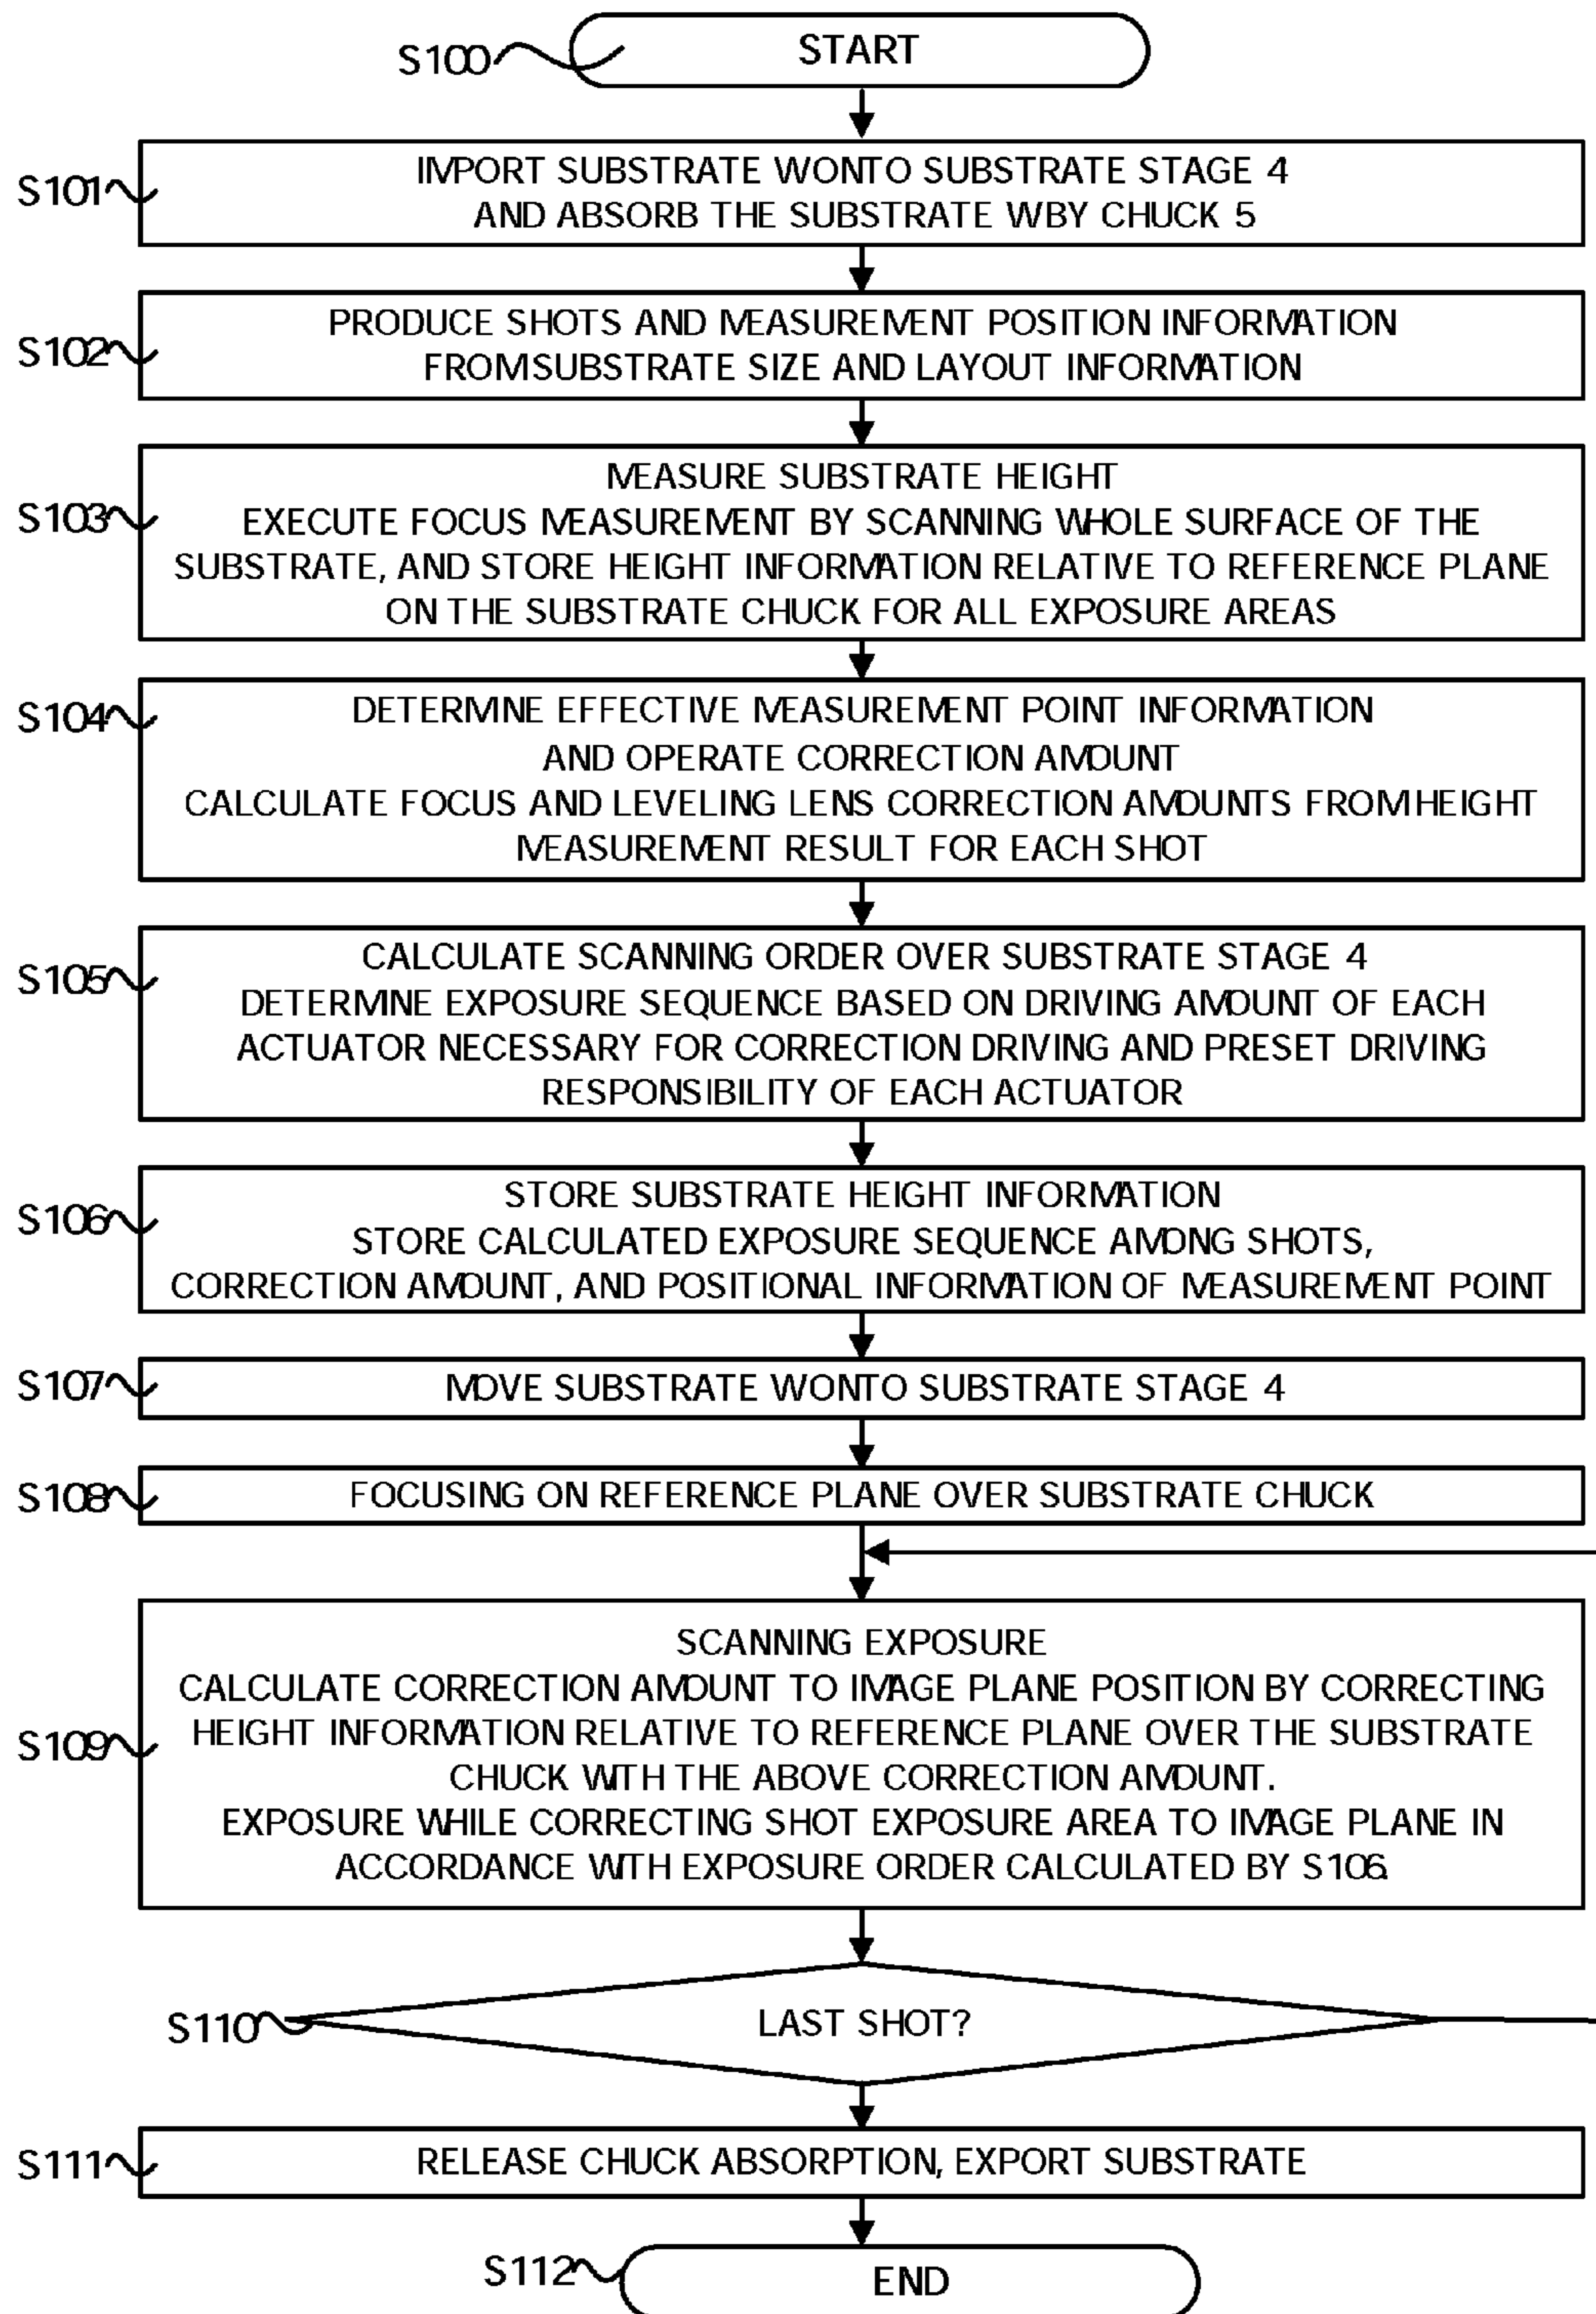 S100
START
S101
IMPORT SUBSTRATE W ONTO SUBSTRATE STAGE 4
AND ABSORB THE SUBSTRATE W BY CHUCK 5
S102
PRODUCE SHOTS AND MEASUREMENT POSITION INFORMATION
FROM SUBSTRATE SIZE AND LAYOUT INFORMATION
S103
MEASURE SUBSTRATE HEIGHT
EXECUTE FOCUS MEASUREMENT BY SCANNING WHOLE SURFACE OF THE
SUBSTRATE, AND STORE HEIGHT INFORMATION RELATIVE TO REFERENCE PLANE
ON THE SUBSTRATE CHUCK FOR ALL EXPOSURE AREAS
S104
DETERMINE EFFECTIVE MEASUREMENT POINT INFORMATION
AND OPERATE CORRECTION AMOUNT
CALCULATE FOCUS AND LEVELING LENS CORRECTION AMOUNTS FROM HEIGHT
MEASUREMENT RESULT FOR EACH SHOT
S105
CALCULATE SCANNING ORDER OVER SUBSTRATE STAGE 4
DETERMINE EXPOSURE SEQUENCE BASED ON DRIVING AMOUNT OF EACH
ACTUATOR NECESSARY FOR CORRECTION DRIVING AND PRESET DRIVING
RESPONSIBILITY OF EACH ACTUATOR
S106
STORE SUBSTRATE HEIGHT INFORMATION
STORE CALCULATED EXPOSURE SEQUENCE AMONG SHOTS,
CORRECTION AMOUNT, AND POSITIONAL INFORMATION OF MEASUREMENT POINT
S107
MOVE SUBSTRATE W ONTO SUBSTRATE STAGE 4
S108
FOCUSING ON REFERENCE PLANE OVER SUBSTRATE CHUCK
S109
SCANNING EXPOSURE
CALCULATE CORRECTION AMOUNT TO IMAGE PLANE POSITION BY CORRECTING
HEIGHT INFORMATION RELATIVE TO REFERENCE PLANE OVER THE SUBSTRATE
CHUCK WITH THE ABOVE CORRECTION AMOUNT.
EXPOSURE WHILE CORRECTING SHOT EXPOSURE AREA TO IMAGE PLANE IN
ACCORDANCE WITH EXPOSURE ORDER CALCULATED BY S106.
S110
LAST SHOT?
S111
RELEASE CHUCK ABSORPTION, EXPORT SUBSTRATE
S112
END